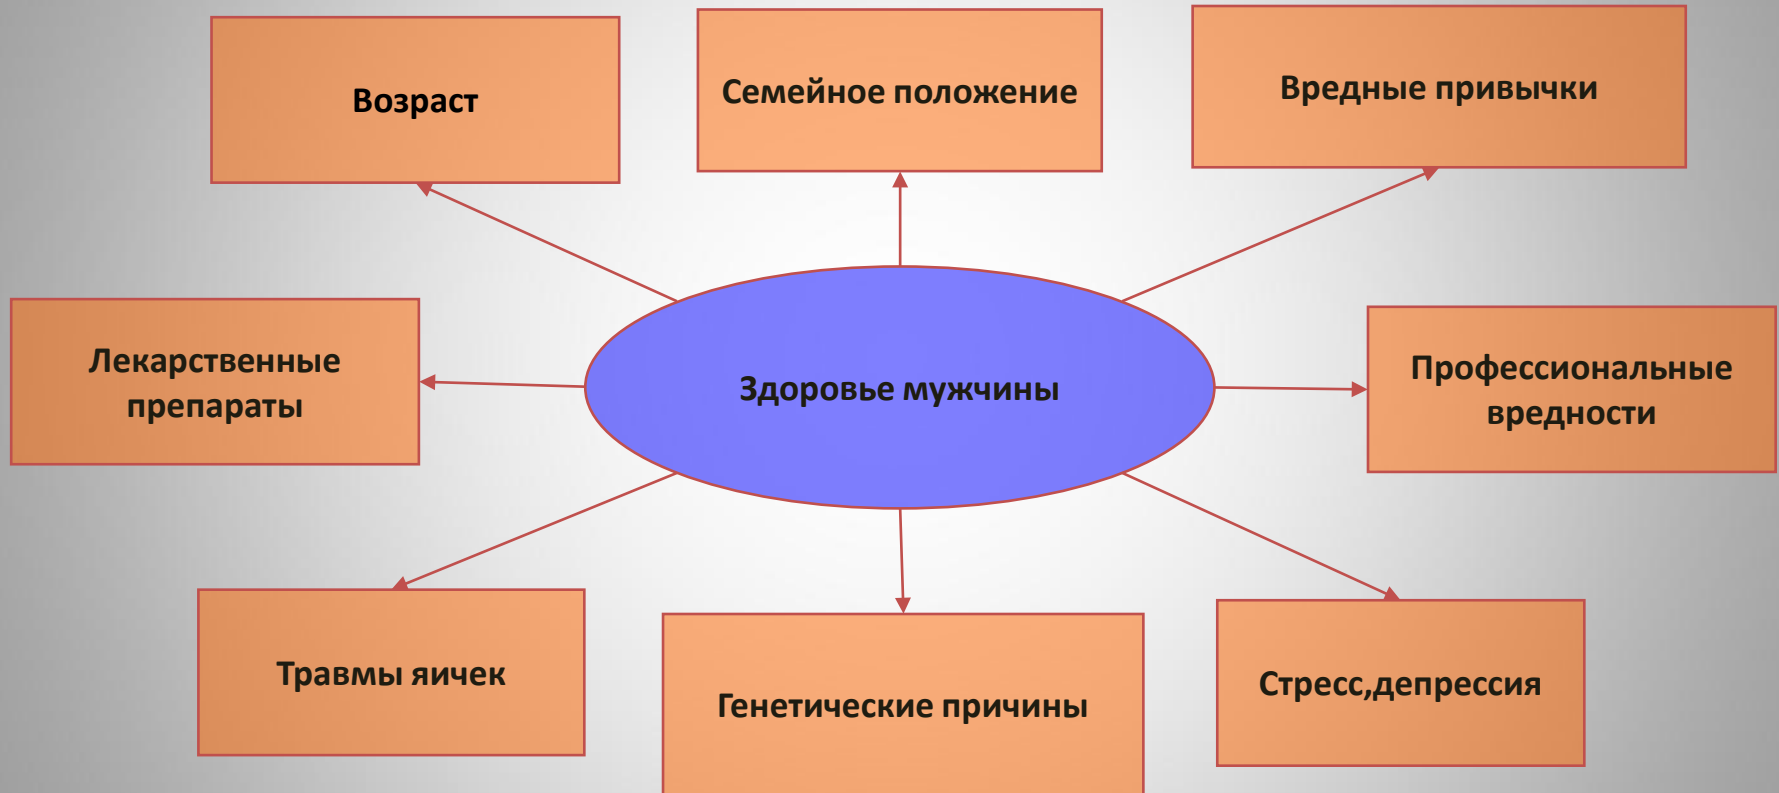 Возраст
Семейное положение
Вредные привычки
Лекарственные
препараты
Здоровье мужчины
Профессиональные
вредности
Травмы яичек
Генетические причины
Стресс,депрессия